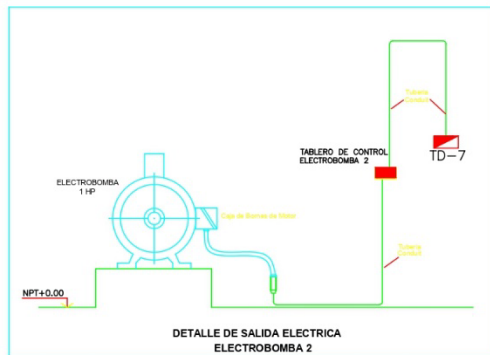 Tuberia
Conduit
TABLERO DE CONTROL
ELECTROBOMBA 2
TD-7
ELECTROBOMBA
1 HP
Caja de Bornes de Motor
Tuberia
Conduit
NPT+0.00
DETALLE DE SALIDA ELECTRICA
ELECTROBOMBA 2